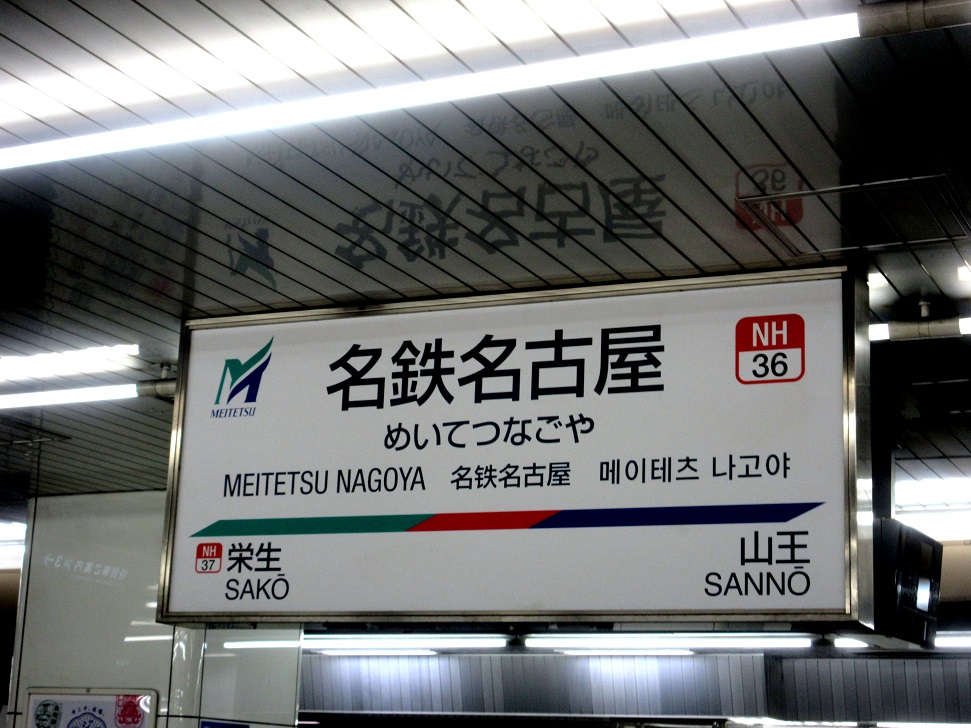 MEITETSU
名鉄名古屋
NH
36
めいてつなごや
MEITETSU NAGOYA 名铁名古屋 메이테츠 나고야
NH
37
栄生
SAKŌ
山王
SANNŌ